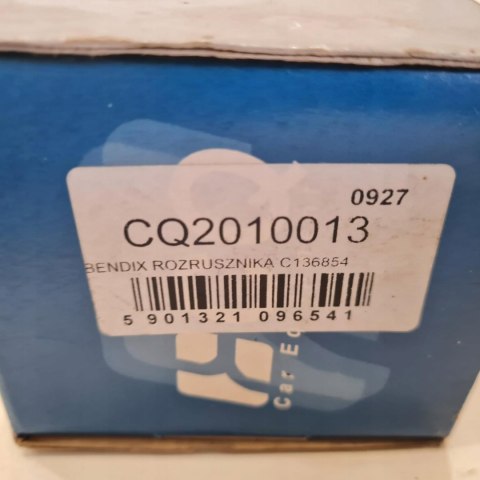 0927
CQ2010013
BENDIX ROZRUSZNIKA C136854
5 901321 096541
Car